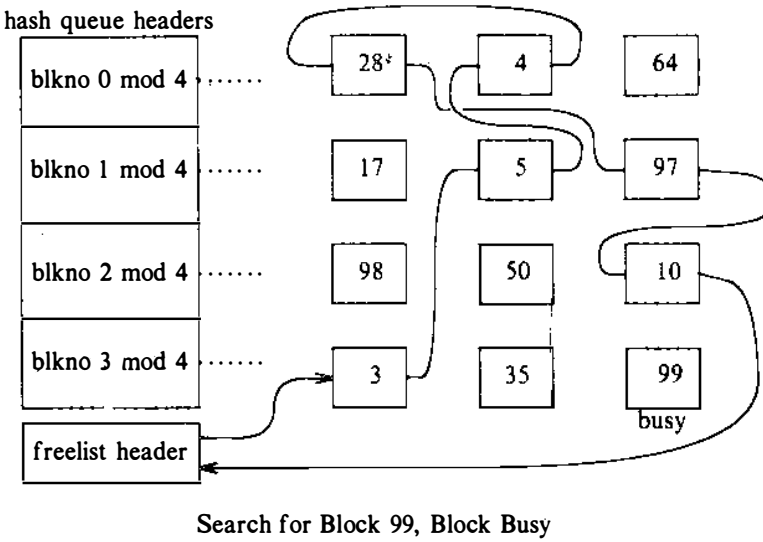 hash queue headers
blkno 0 mod 4 ...... 28 4 64
blkno 1 mod 4 ...... 17 5 97
blkno 2 mod 4 ...... 98 50 10
blkno 3 mod 4 ...... 3 35 99
busy
freelist header
Search for Block 99, Block Busy